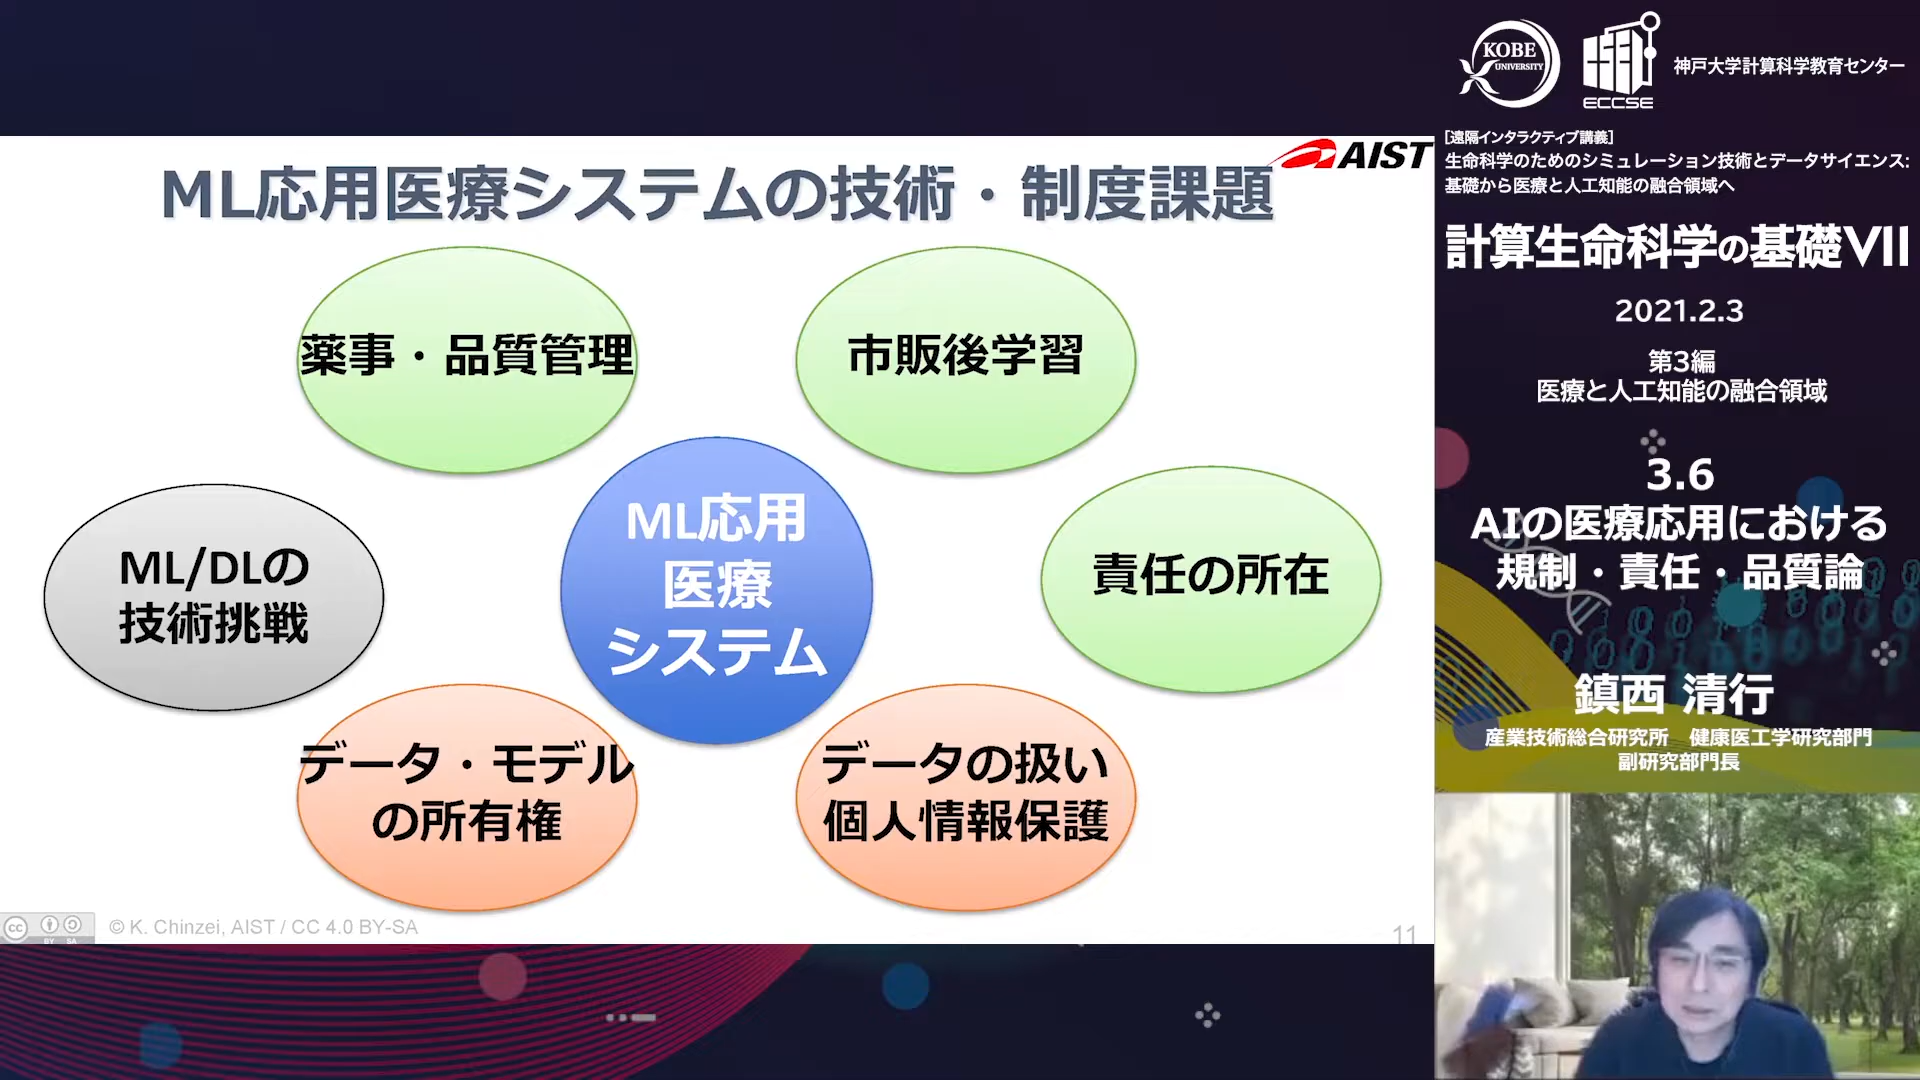 ML応用医療システムの技術・制度課題
AIST
薬事・品質管理
市販後学習
ML/DLの
技術挑戦
ML応用
医療
システム
責任の所在
データ・モデル
の所有権
データの扱い
個人情報保護
cc
BY SA
© K. Chinzei, AIST / CC 4.0 BY-SA
11
KOBE
UNIVERSITY
ECCSE
神戸大学計算科学教育センター
[遠隔インタラクティブ講義]
生命科学のためのシミュレーション技術とデータサイエンス:
基礎から医療と人工知能の融合領域へ
計算生命科学の基礎VII
2021.2.3
第3編
医療と人工知能の融合領域
3.6
AIの医療応用における
規制・責任・品質論
鎮西 清行
産業技術総合研究所 健康医工学研究部門
副研究部門長